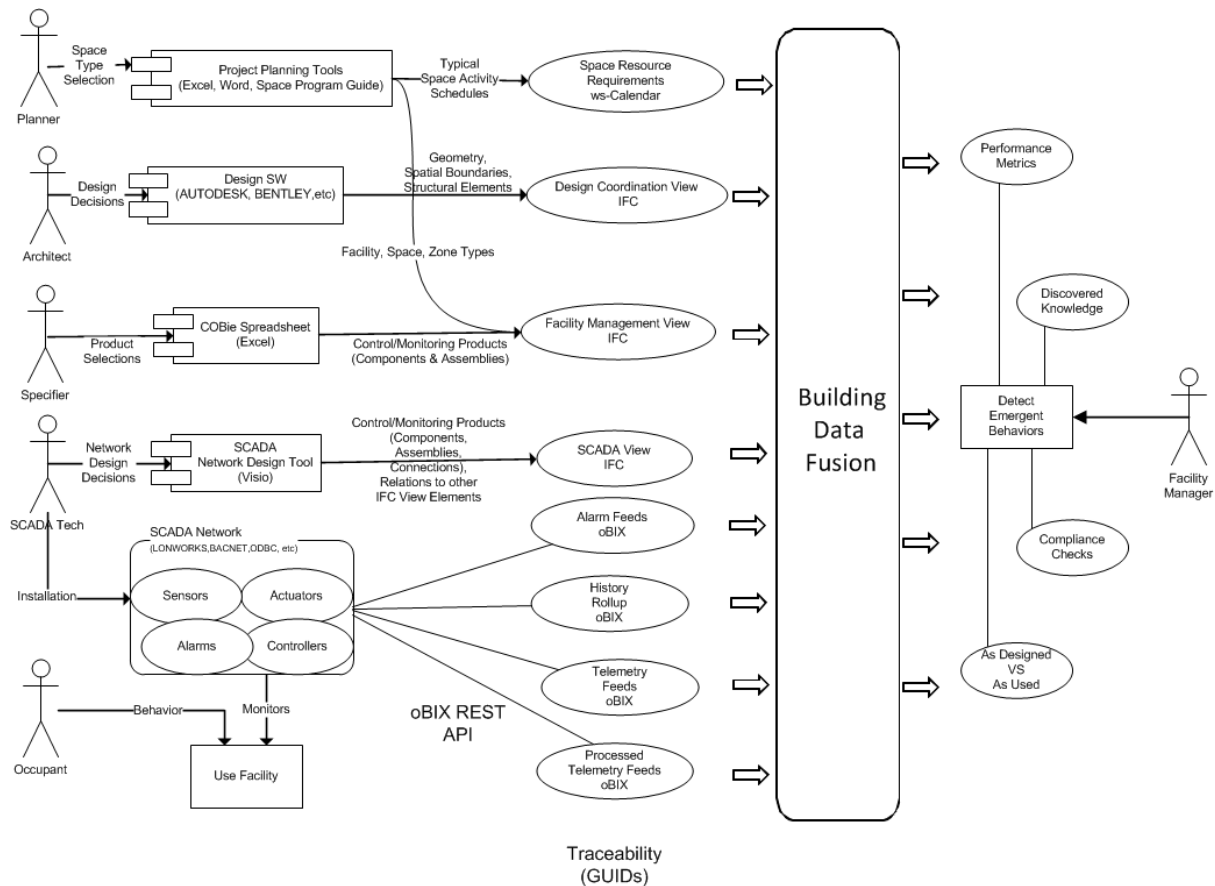 Space
Type
Selection
Planner
Project Planning Tools
(Excel, Word, Space Program Guide)
Typical
Space Activity
Schedules
Space Resource
Requirements
ws-Calendar
Design
Decisions
Architect
Design SW
(AUTODESK, BENTLEY,etc)
Geometry,
Spatial Boundaries,
Structural Elements
Design Coordination View
IFC
Facility, Space, Zone Types
Product
Selections
Specifier
COBie Spreadsheet
(Excel)
Control/Monitoring Products
(Components & Assemblies)
Facility Management View
IFC
Network
Design
Decisions
SCADA Tech
SCADA
Network Design Tool
(Visio)
Control/Monitoring Products
(Components,
Assemblies,
Connections),
Relations to other
IFC View Elements
SCADA View
IFC
Installation
SCADA Network
(LONWORKS,BACNET,ODBC, etc)
Sensors
Actuators
Alarms
Controllers
Alarm Feeds
oBIX
History
Rollup
oBIX
Telemetry
Feeds
oBIX
Processed
Telemetry Feeds
oBIX
oBIX REST
API
Occupant
Behavior
Monitors
Use Facility
Building
Data
Fusion
Performance
Metrics
Discovered
Knowledge
Detect
Emergent
Behaviors
Facility
Manager
Compliance
Checks
As Designed
VS
As Used
Traceability
(GUIDs)